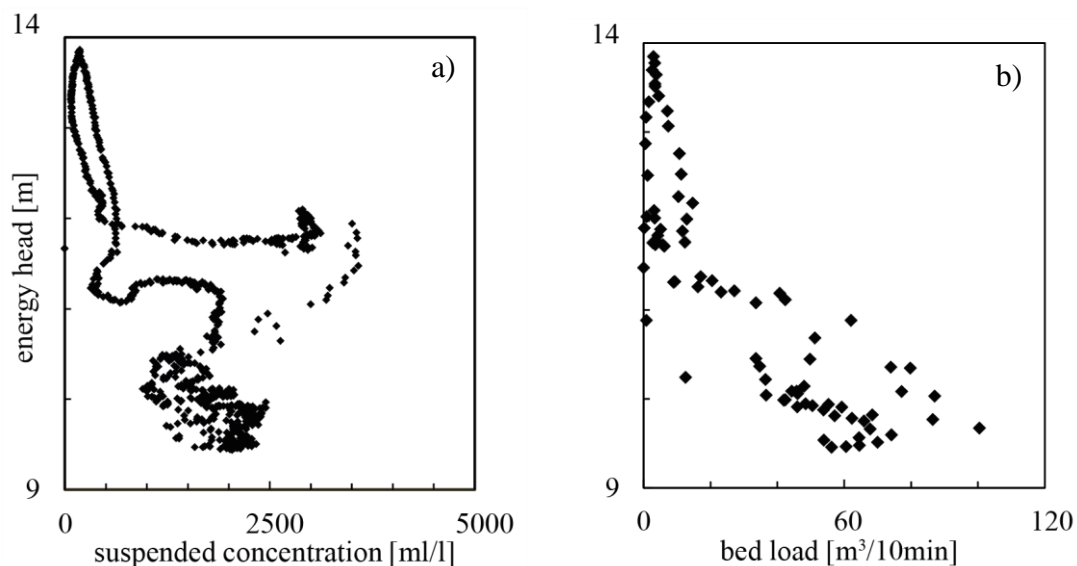 14
a)
energy head [m]
9
0 2500 5000
suspended concentration [ml/l]
14
b)
9
0 60 120
bed load [m³/10min]